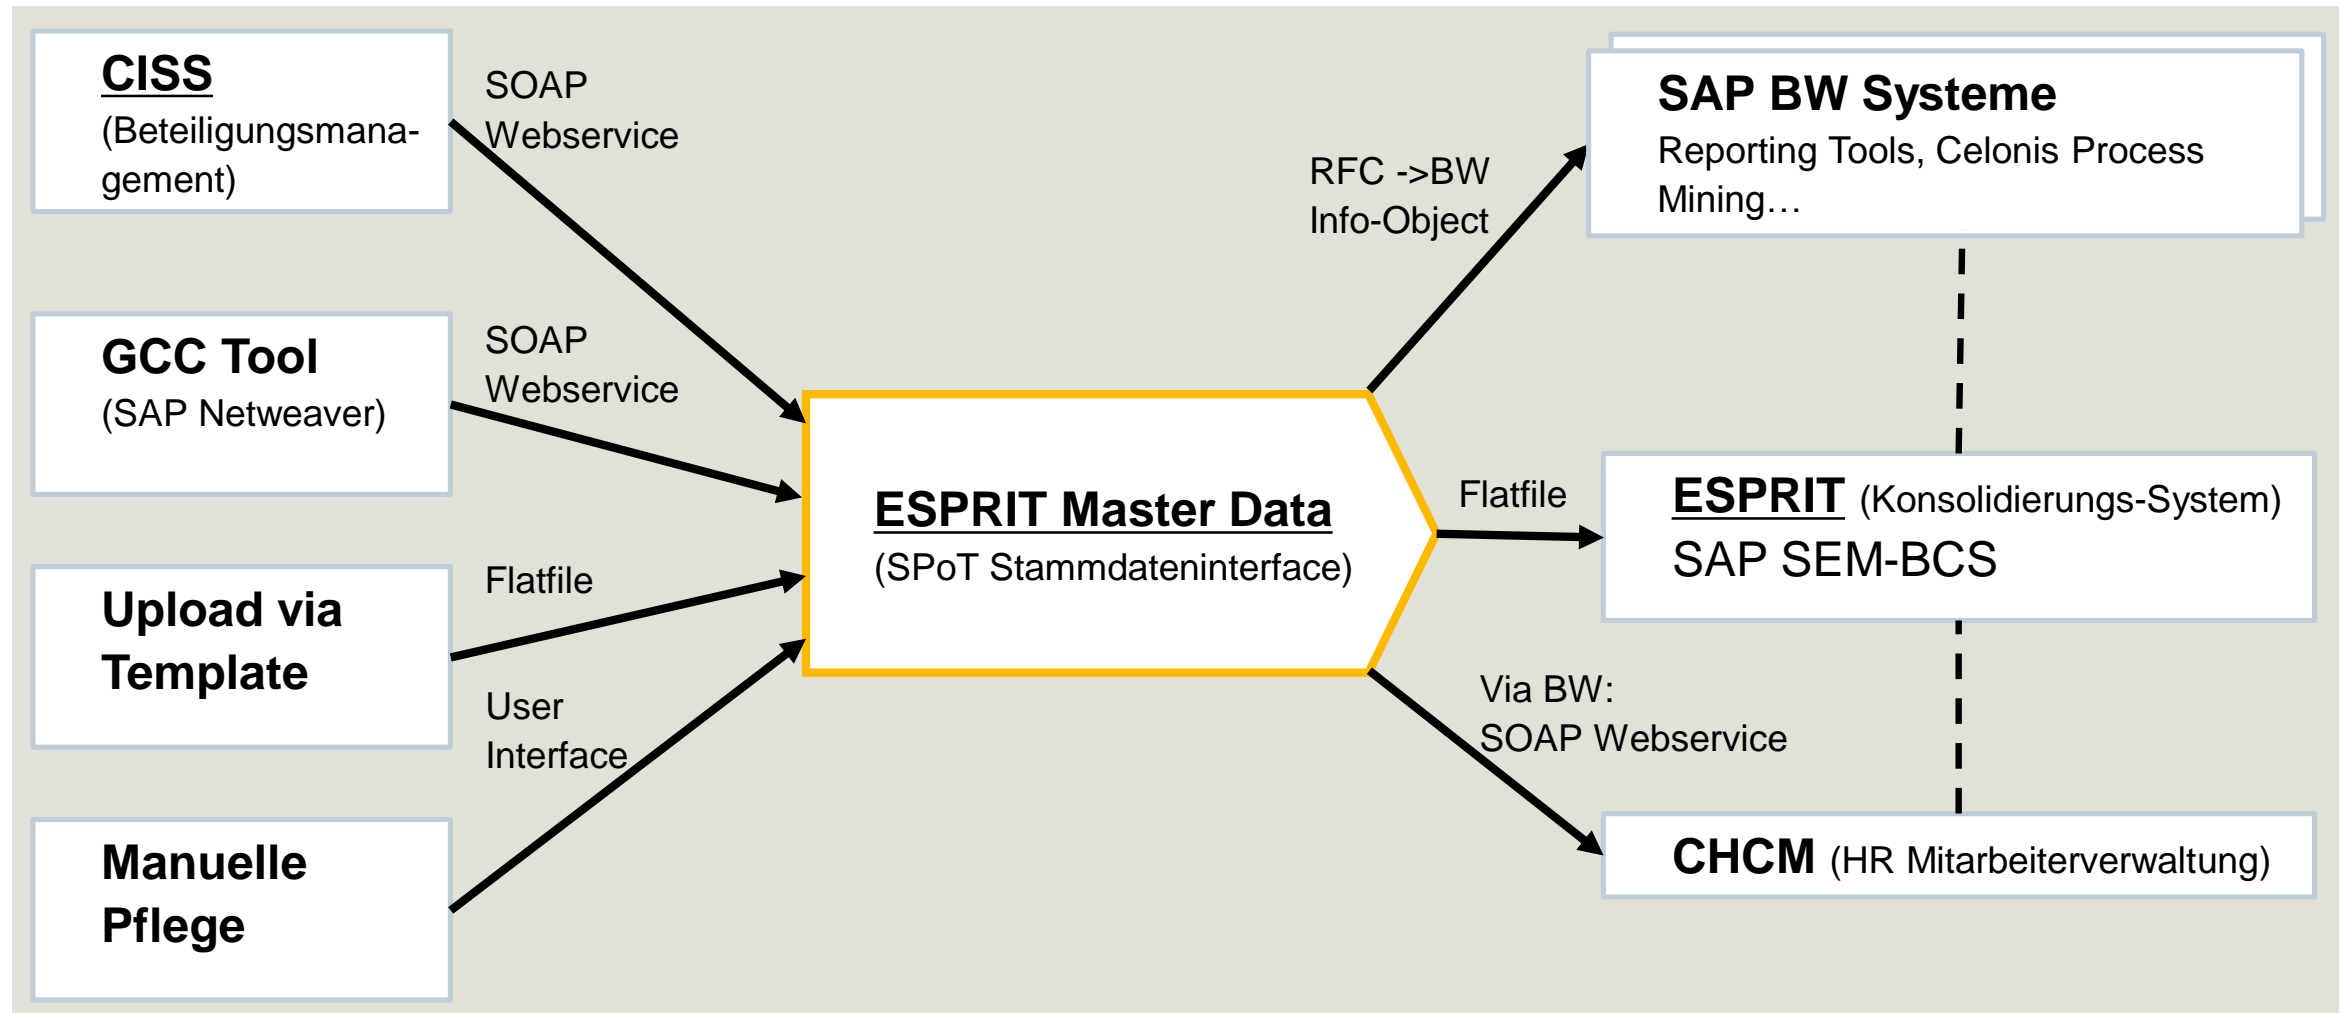 CISS
(Beteiligungsmana-
gement)
SOAP
Webservice
GCC Tool
(SAP Netweaver)
SOAP
Webservice
Upload via
Template
Flatfile
Manuelle
Pflege
User
Interface
ESPRIT Master Data
(SPoT Stammdateninterface)
RFC ->BW
Info-Object
SAP BW Systeme
Reporting Tools, Celonis Process
Mining…
Flatfile
ESPRIT (Konsolidierungs-System)
SAP SEM-BCS
Via BW:
SOAP Webservice
CHCM (HR Mitarbeiterverwaltung)